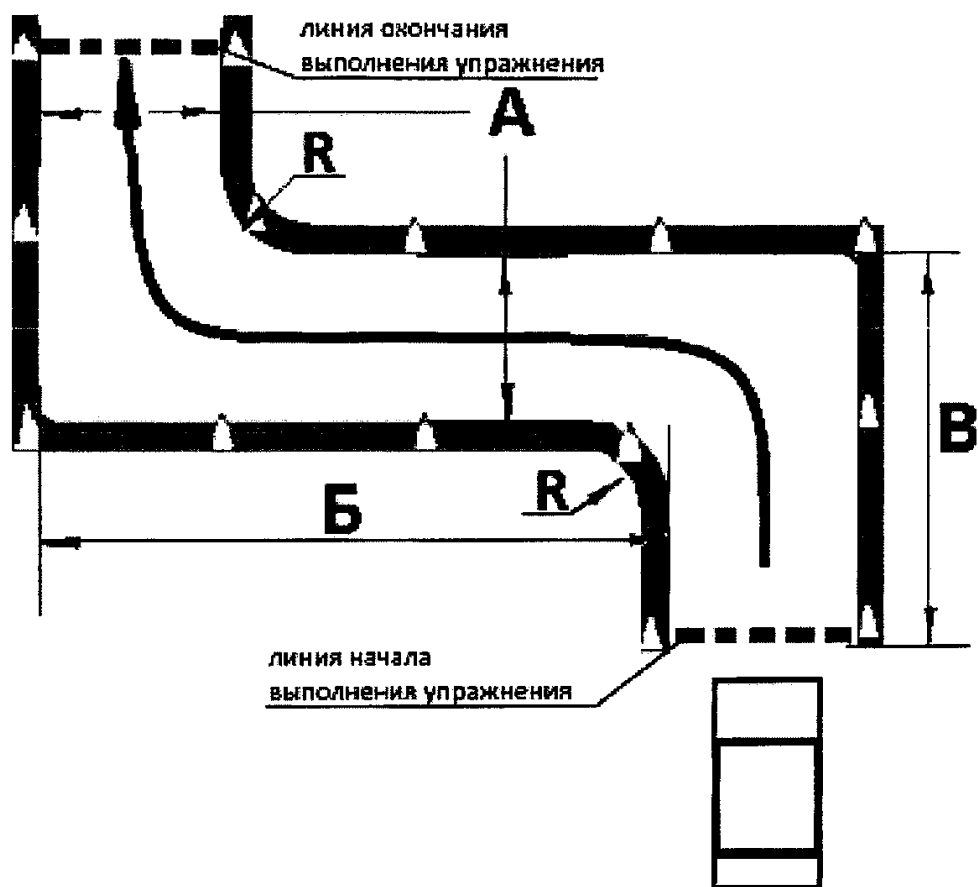 линия окончания
выполнения упражнения
А
R
В
R
Б
линия начала
выполнения упражнения